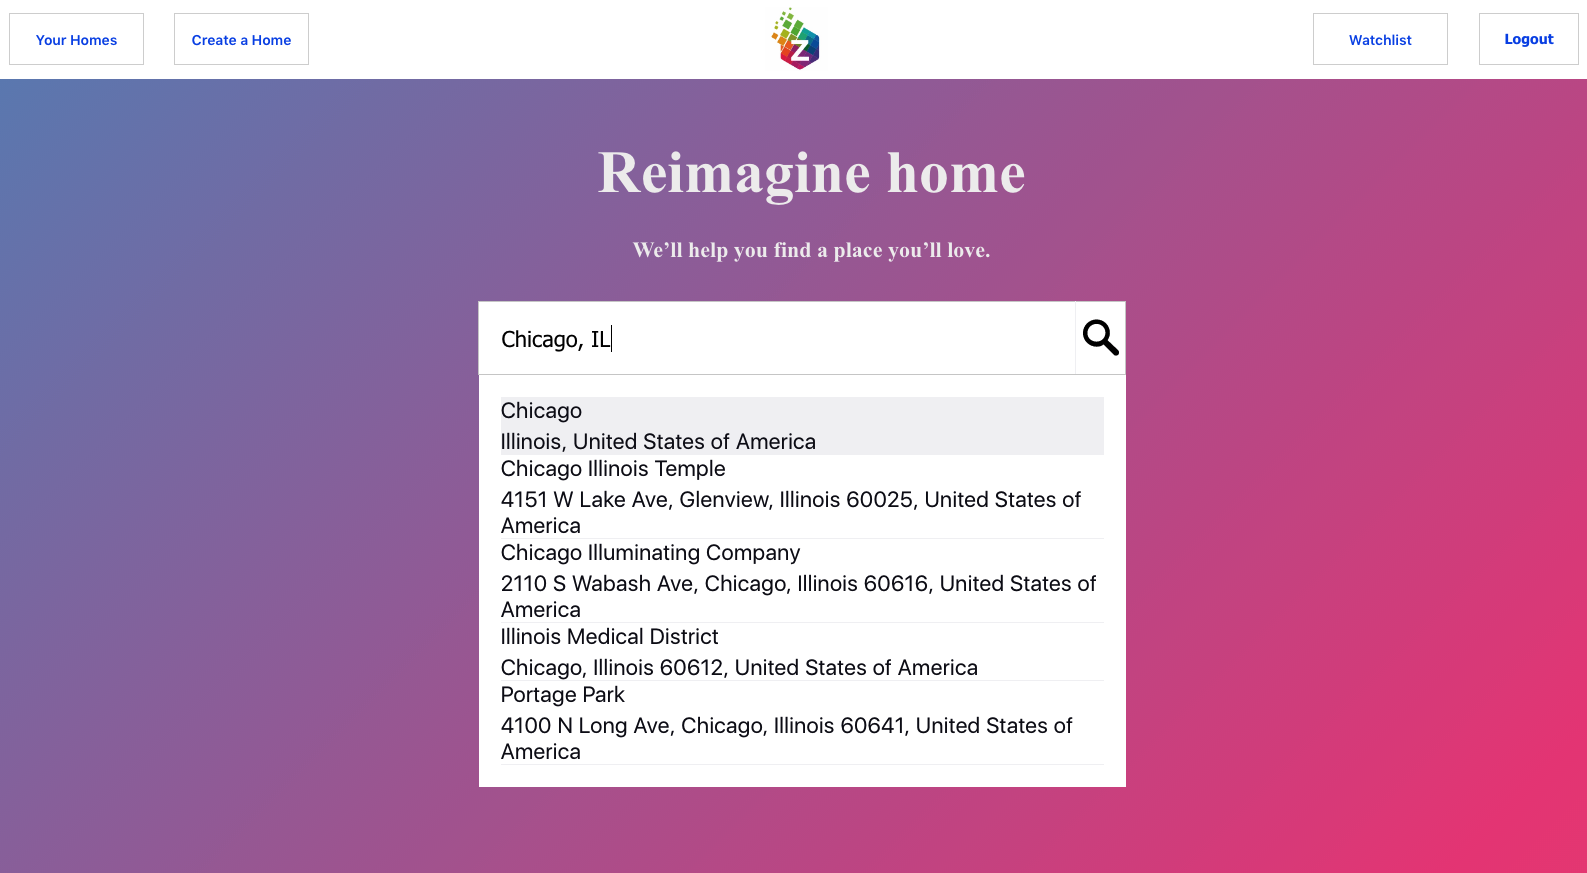 Your Homes
Create a Home
Z
Watchlist
Logout
Reimagine home
We’ll help you find a place you’ll love.
Chicago, IL
Chicago
Illinois, United States of America
Chicago Illinois Temple
4151 W Lake Ave, Glenview, Illinois 60025, United States of
America
Chicago Illuminating Company
2110 S Wabash Ave, Chicago, Illinois 60616, United States of
America
Illinois Medical District
Chicago, Illinois 60612, United States of America
Portage Park
4100 N Long Ave, Chicago, Illinois 60641, United States of
America